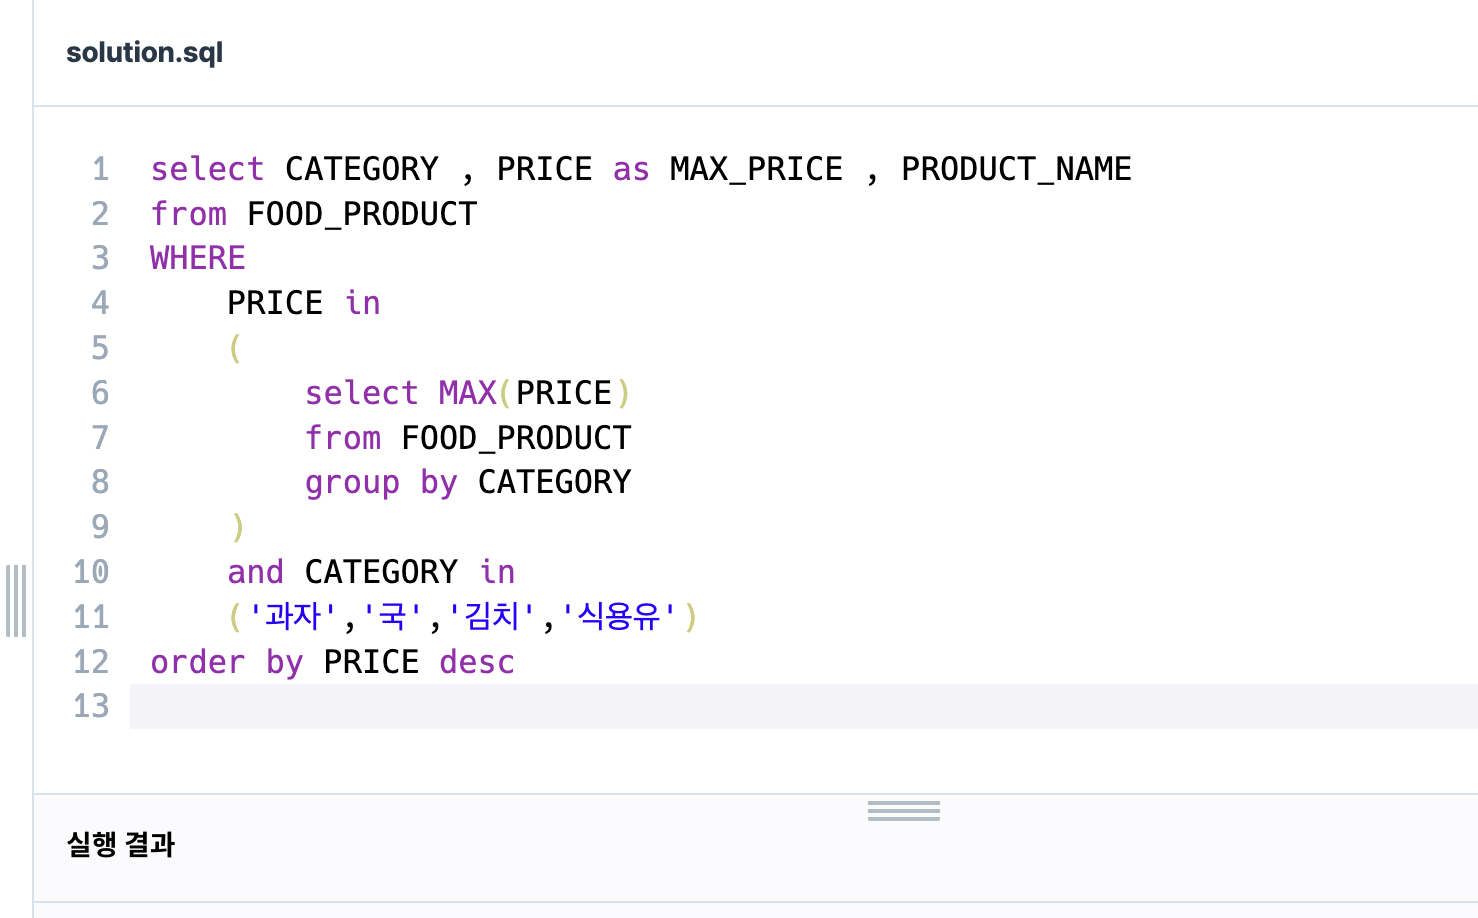 solution.sql
1 select CATEGORY , PRICE as MAX_PRICE , PRODUCT_NAME
2 from FOOD_PRODUCT
3 WHERE
4     PRICE in
5     (
6         select MAX(PRICE)
7         from FOOD_PRODUCT
8         group by CATEGORY
9     )
10     and CATEGORY in
11     ('과자','국','김치','식용유')
12 order by PRICE desc
13
실행 결과